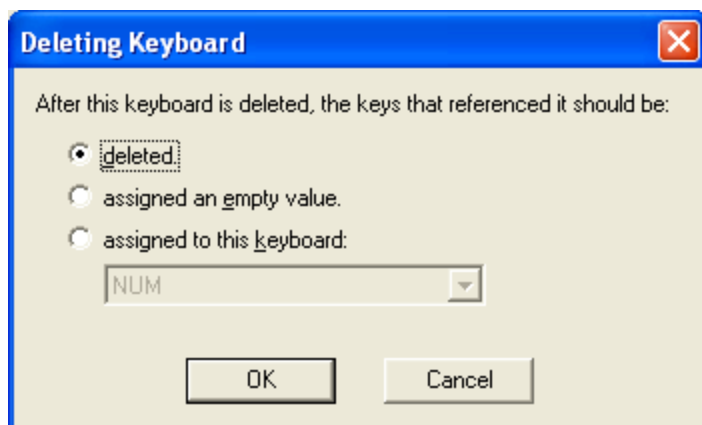 Deleting Keyboard
After this keyboard is deleted, the keys that referenced it should be:
deleted.
assigned an empty value.
assigned to this keyboard:
NUM
OK Cancel